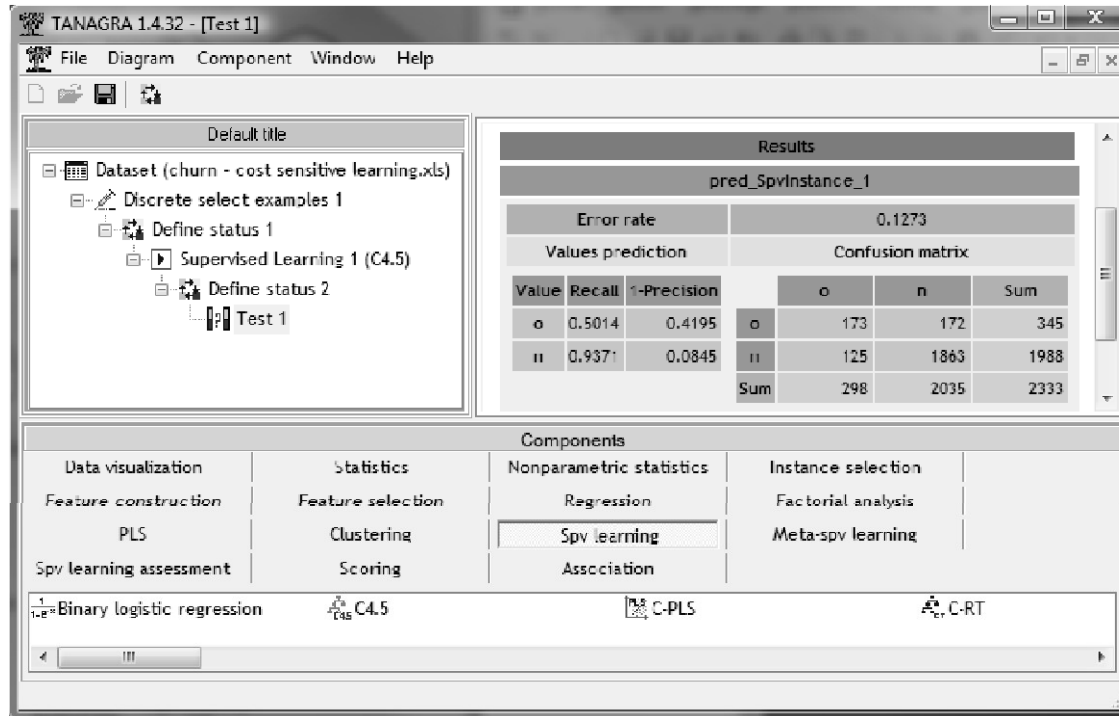 TANAGRA 1.4.32 - [Test 1]
File Diagram Component Window Help
Default title
Dataset (churn - cost sensitive learning.xls)
Discrete select examples 1
Define status 1
Supervised Learning 1 (C4.5)
Define status 2
Test 1
Results
pred_SpvInstance_1
Error rate 0.1273
Values prediction Confusion matrix
Value Recall 1-Precision o n Sum
o 0.5014 0.4195 o 173 172 345
n 0.9371 0.0845 n 125 1863 1988
Sum 298 2035 2333
Components
Data visualization Statistics Nonparametric statistics Instance selection
Feature construction Feature selection Regression Factorial analysis
PLS Clustering Spv learning Meta-spv learning
Spv learning assessment Scoring Association
Binary logistic regression C4.5 C-PLS C-RT